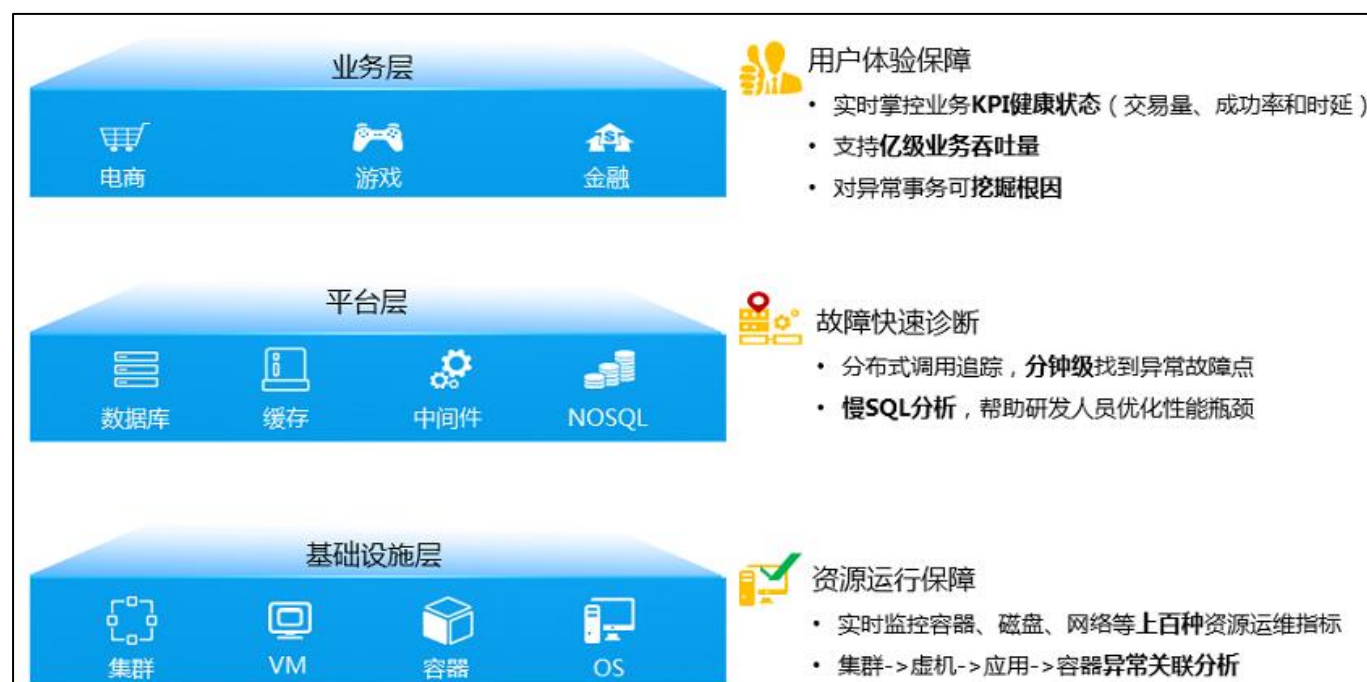 业务层
电商
游戏
金融
用户体验保障
• 实时掌控业务KPI健康状态（交易量、成功率和时延）
• 支持亿级业务吞吐量
• 对异常事务可挖掘根因
平台层
数据库
缓存
中间件
NOSQL
故障快速诊断
• 分布式调用追踪，分钟级找到异常故障点
• 慢SQL分析，帮助研发人员优化性能瓶颈
基础设施层
集群
VM
容器
OS
资源运行保障
• 实时监控容器、磁盘、网络等上百种资源运维指标
• 集群->虚机->应用->容器异常关联分析